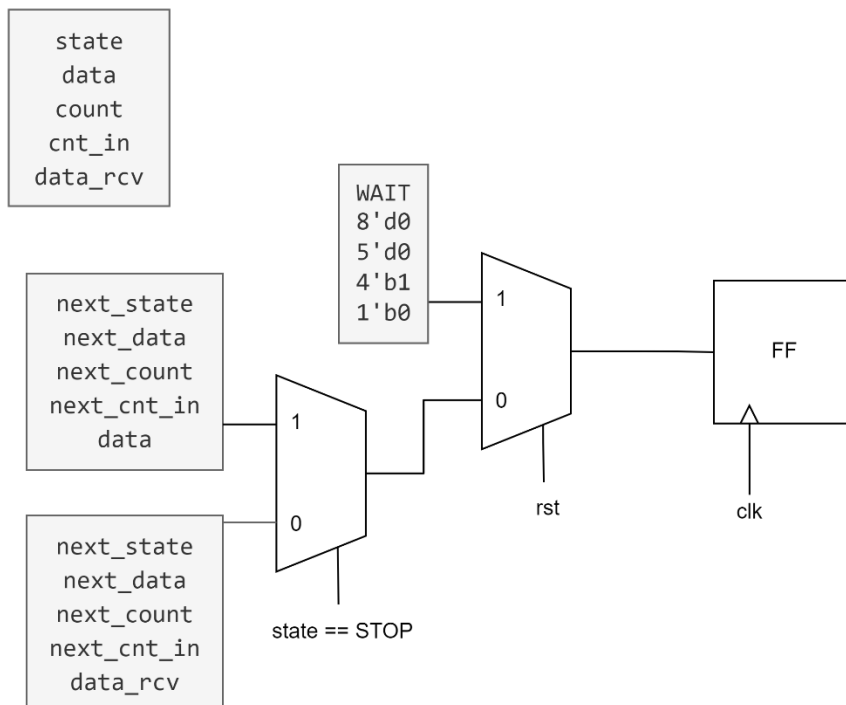 state
data
count
cnt_in
data_rcv
WAIT
8'd0
5'd0
4'b1
1'b0
1
0
FF
rst
clk
next_state
next_data
next_count
next_cnt_in
data
1
0
next_state
next_data
next_count
next_cnt_in
data_rcv
state == STOP